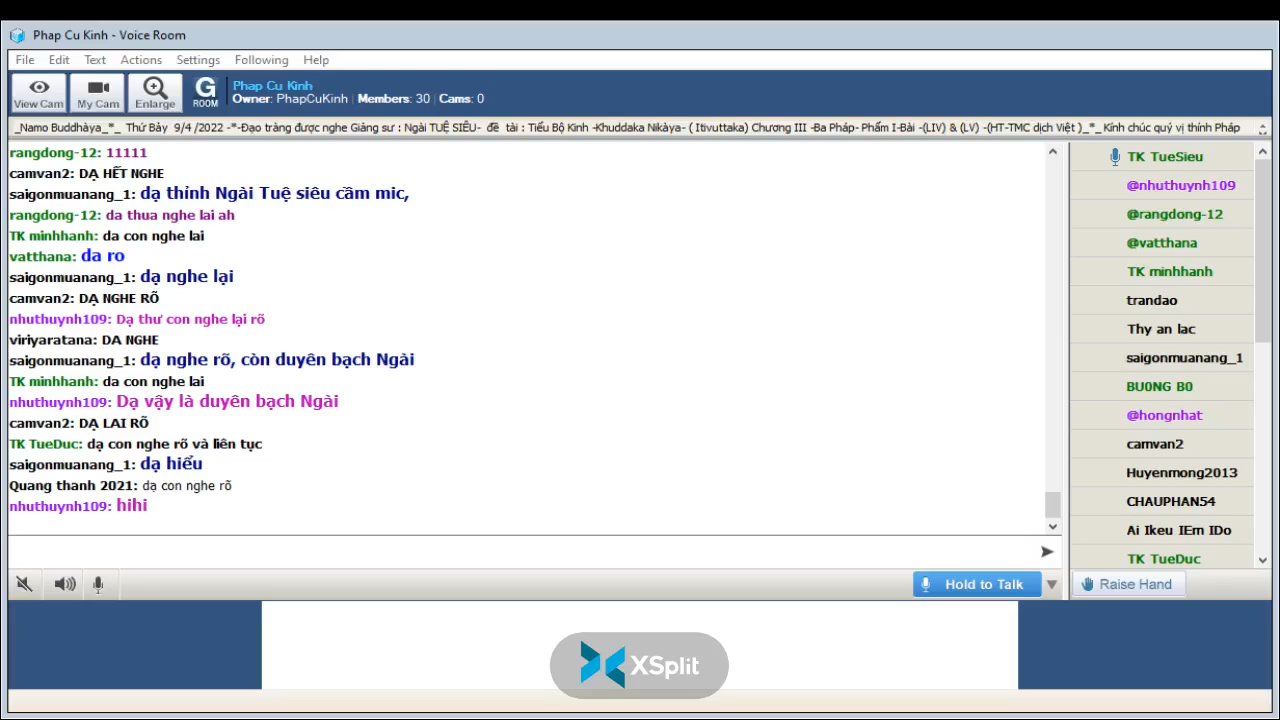 Phap Cu Kinh - Voice Room
File Edit Text Actions Settings Following Help
View Cam
My Cam
Enlarge
G ROOM
Phap Cu Kinh
Owner: PhapCuKinh Members: 30 Cams: 0
_Namo Buddhàya_*_ Thứ Bảy 9/4 /2022 -*-Đạo tràng được nghe Giảng sư : Ngài TUỆ SIÊU- đề tài : Tiểu Bộ Kinh -Khuddaka Nikàya- ( Itivuttaka) Chương III -Ba Pháp- Phẩm I-Bài -(LIV) & (LV) -(HT-TMC dịch Việt )_*_ Kính chúc quý vị thính Pháp
rangdong-12: 11111
camvan2: DẠ HẾT NGHE
saigonmuanang_1: dạ thỉnh Ngài Tuệ siêu cầm mic,
rangdong-12: da thua nghe lai ah
TK minhhanh: da con nghe lai
vatthana: da ro
saigonmuanang_1: dạ nghe lại
camvan2: DẠ NGHE RÕ
nhuthuynh109: Dạ thư con nghe lại rõ
viriyaratana: DA NGHE
saigonmuanang_1: dạ nghe rõ, còn duyên bạch Ngài
TK minhhanh: da con nghe lai
nhuthuynh109: Dạ vậy là duyên bạch Ngài
camvan2: DẠ LAI RÕ
TK TueDuc: dạ con nghe rõ và liên tục
saigonmuanang_1: dạ hiểu
Quang thanh 2021: dạ con nghe rõ
nhuthuynh109: hihi
TK TueSieu
@nhuthuynh109
@rangdong-12
@vatthana
TK minhhanh
trandao
Thy an lac
saigonmuanang_1
BU0NG B0
@hongnhat
camvan2
Huyenmong2013
CHAUPHAN54
Ai Ikeu IEm IDo
TK TueDuc
Hold to Talk
Raise Hand
XSplit